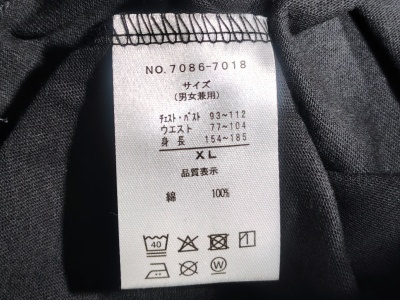 NO.7086-7018
サイズ
(男女兼用)
チェスト・バスト 93~112
ウエスト 77~104
身長 154~185
XL
品質表示
綿 100%
40
W